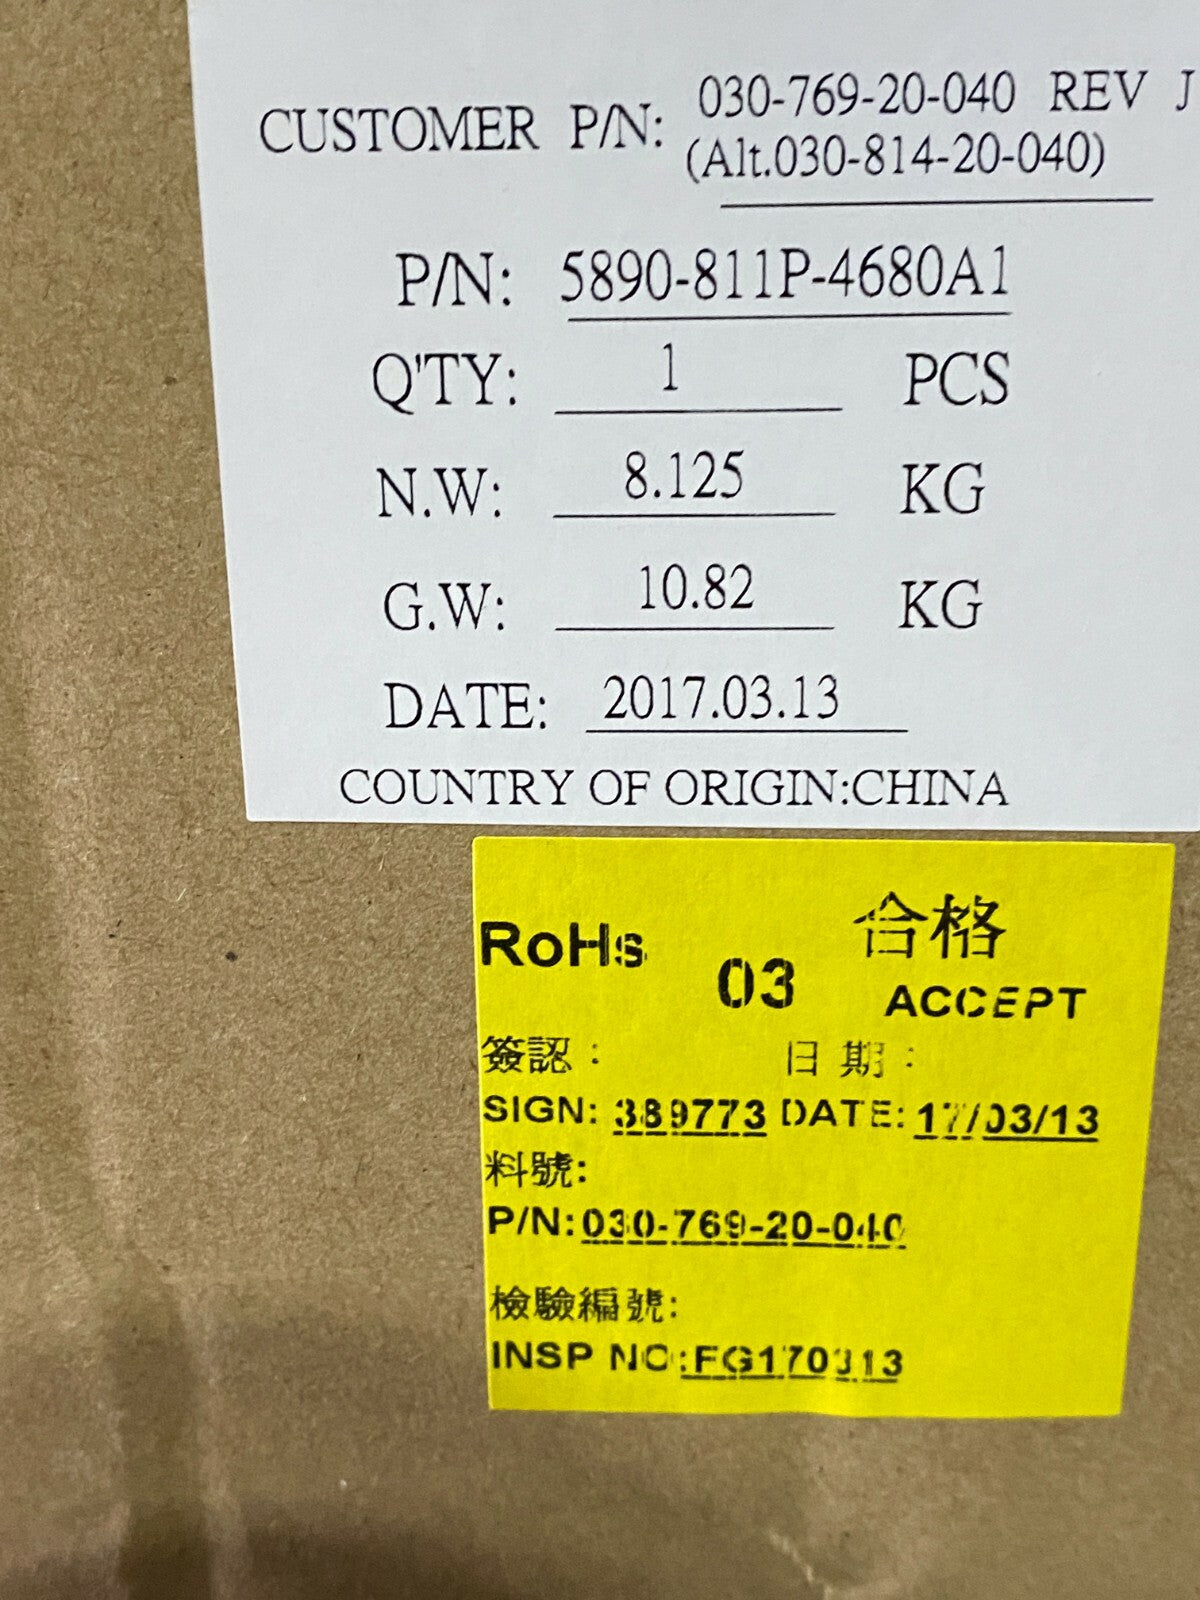 CUSTOMER P/N: 030-769-20-040 REV J
(Alt.030-814-20-040)
P/N: 5890-811P-4680A1
Q'TY: 1 PCS
N.W: 8.125 KG
G.W: 10.82 KG
DATE: 2017.03.13
COUNTRY OF ORIGIN:CHINA
RoHs 03 合格
ACCEPT
簽認： 日期：
SIGN: 389773 DATE: 17/03/13
料號:
P/N:030-769-20-040
檢驗編號:
INSP NO:FG170313